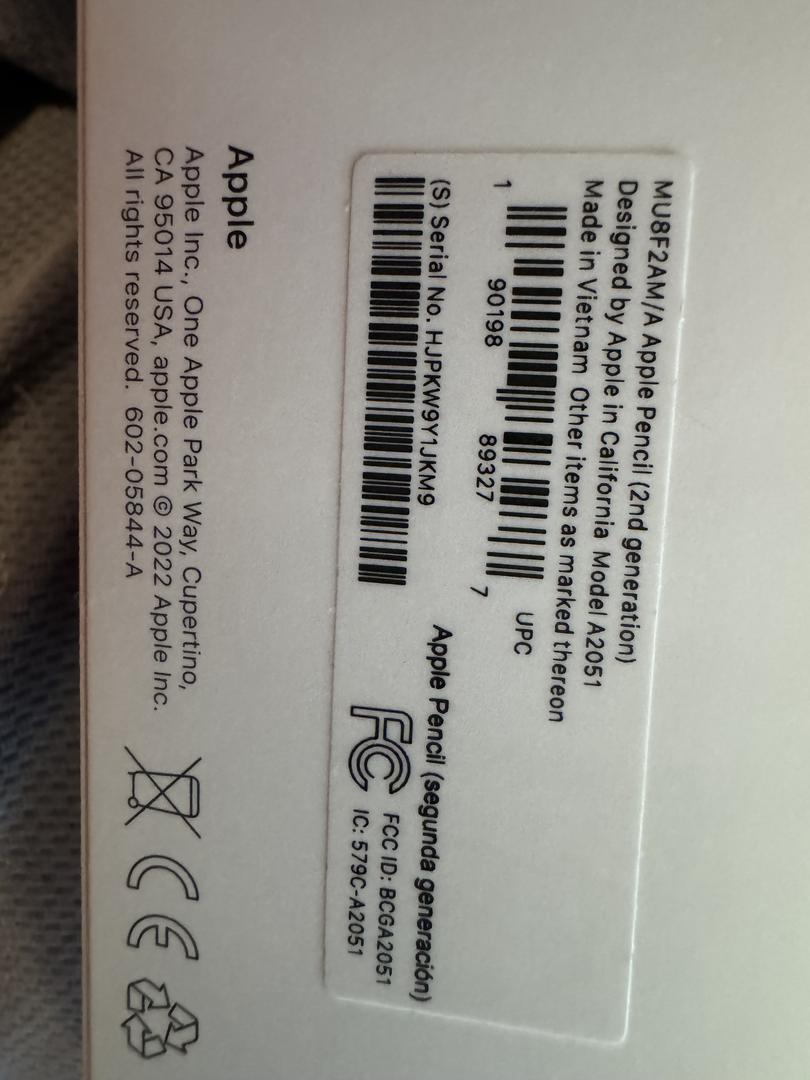 MU8F2AM/A Apple Pencil (2nd generation)
Designed by Apple in California Model A2051
Made in Vietnam Other items as marked thereon
1 90198 89327 7 UPC
(S) Serial No. HJPKW9Y1JKM9
Apple Pencil (segunda generación)
FC FCC ID: BCGA2051
IC: 579C-A2051
Apple
Apple Inc., One Apple Park Way, Cupertino,
CA 95014 USA, apple.com © 2022 Apple Inc.
All rights reserved. 602-05844-A
CE